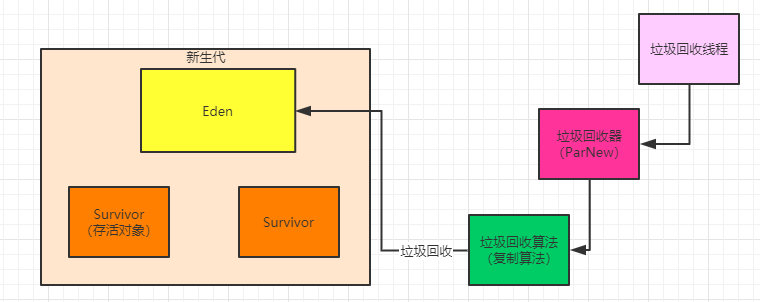 新生代
Eden
Survivor
（存活对象）
Survivor
垃圾回收
垃圾回收算法
（复制算法）
垃圾回收器
（ParNew）
垃圾回收线程